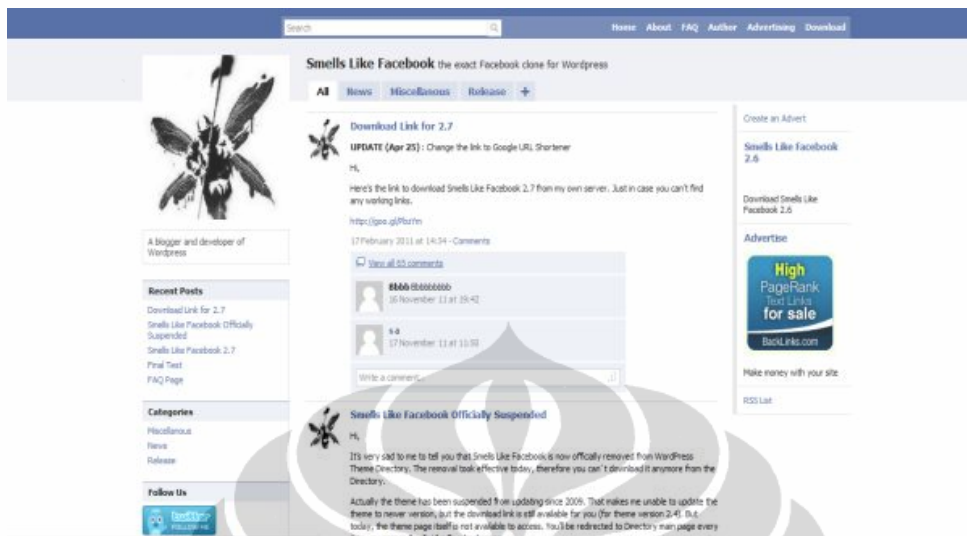 Search
Home About FAQ Author Advertising Download
Smells Like Facebook the exact Facebook clone for Wordpress
All News Miscellanous Release +
A blogger and developer of
Wordpress
Recent Posts
Download Link for 2.7
Smells Like Facebook Officially
Suspended
Smells Like Facebook 2.7
Final Test
FAQ Page
Categories
Miscellanous
News
Release
Follow Us
twitter
FOLLOW ME
Download Link for 2.7
UPDATE (Apr 25) : Change the link to Google URL Shortener
Hi,
Here's the link to download Smells Like Facebook 2.7 from my own server. Just in case you can't find
any working links.
17 February 2011 at 14:34 - Comments
View all 65 comments
Bbbb Bbbbbbbbb
16 November 11 at 19:42
s a
17 November 11 at 11:93
Write a comment...
Smells Like Facebook Officially Suspended
Hi,
It's very sad to me to tell you that Smells Like Facebook is now offically removed from WordPress
Theme Directory. The removal took effective today, therefore you can´t download it anymore from the
Directory.
Actually the theme has been suspended from updating since 2009. That makes me unable to update the
theme to newer version, but the download link is still available for you (for theme version 2.4). But
today, the theme page itself is not available to access. You'll be redirected to Directory main page every
Create an Advert
Smells Like Facebook
2.6
Download Smells Like
Facebook 2.6
Advertise
High
PageRank
Text Links
for sale
BackLinks.com
Make money with your site
RSS List